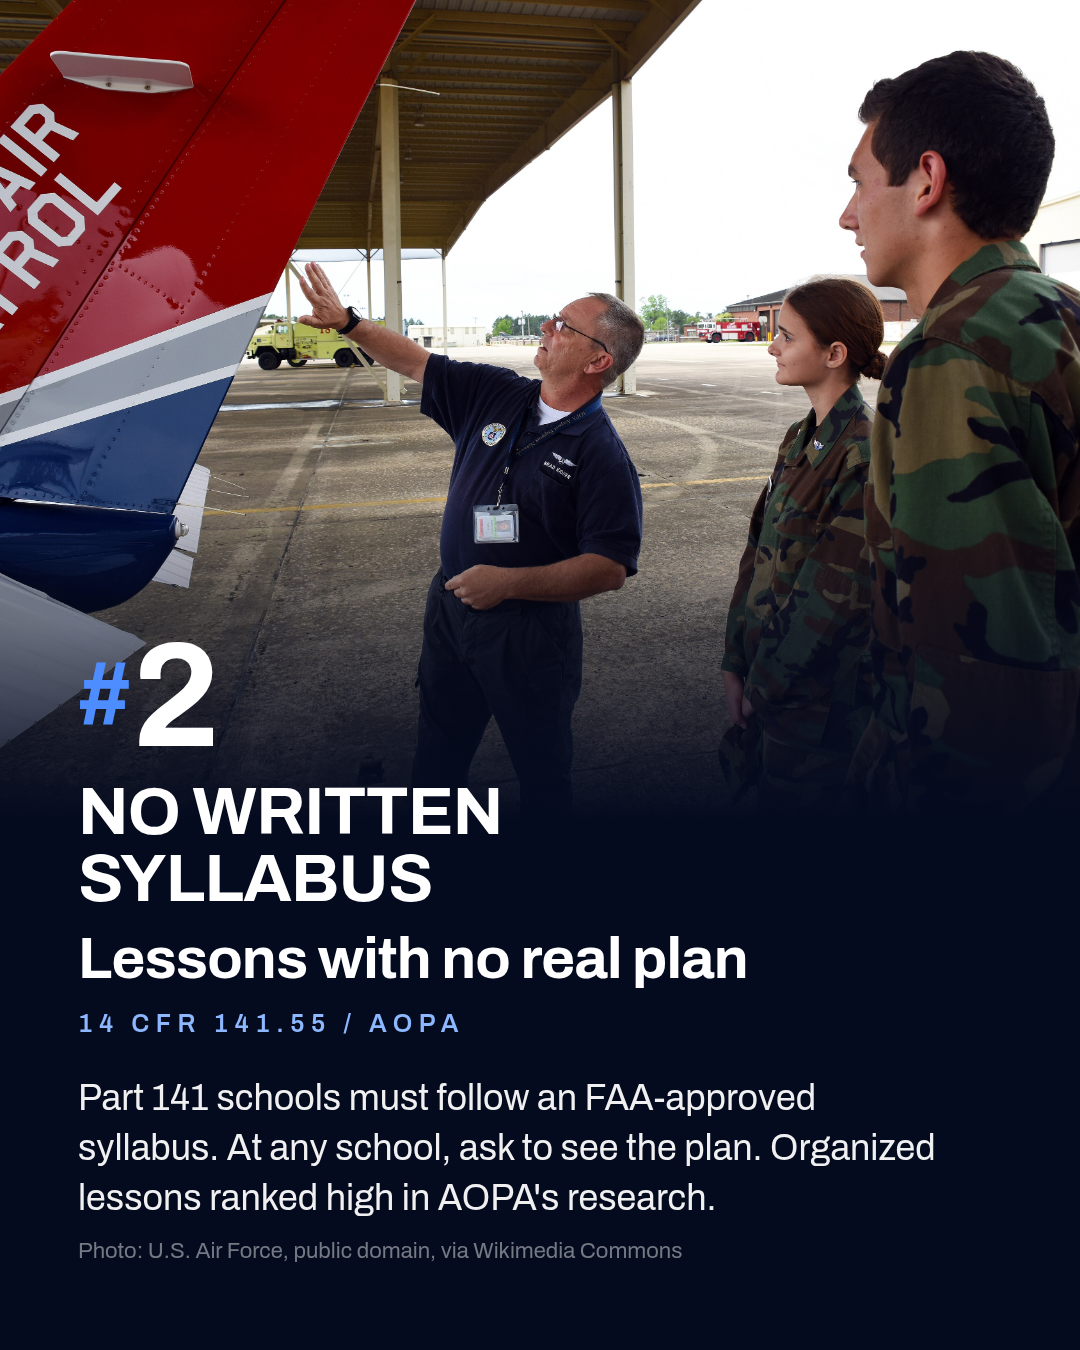 AIR
TROL
#2
NO WRITTEN
SYLLABUS
Lessons with no real plan
14 CFR 141.55 / AOPA
Part 141 schools must follow an FAA-approved
syllabus. At any school, ask to see the plan. Organized
lessons ranked high in AOPA's research.
Photo: U.S. Air Force, public domain, via Wikimedia Commons